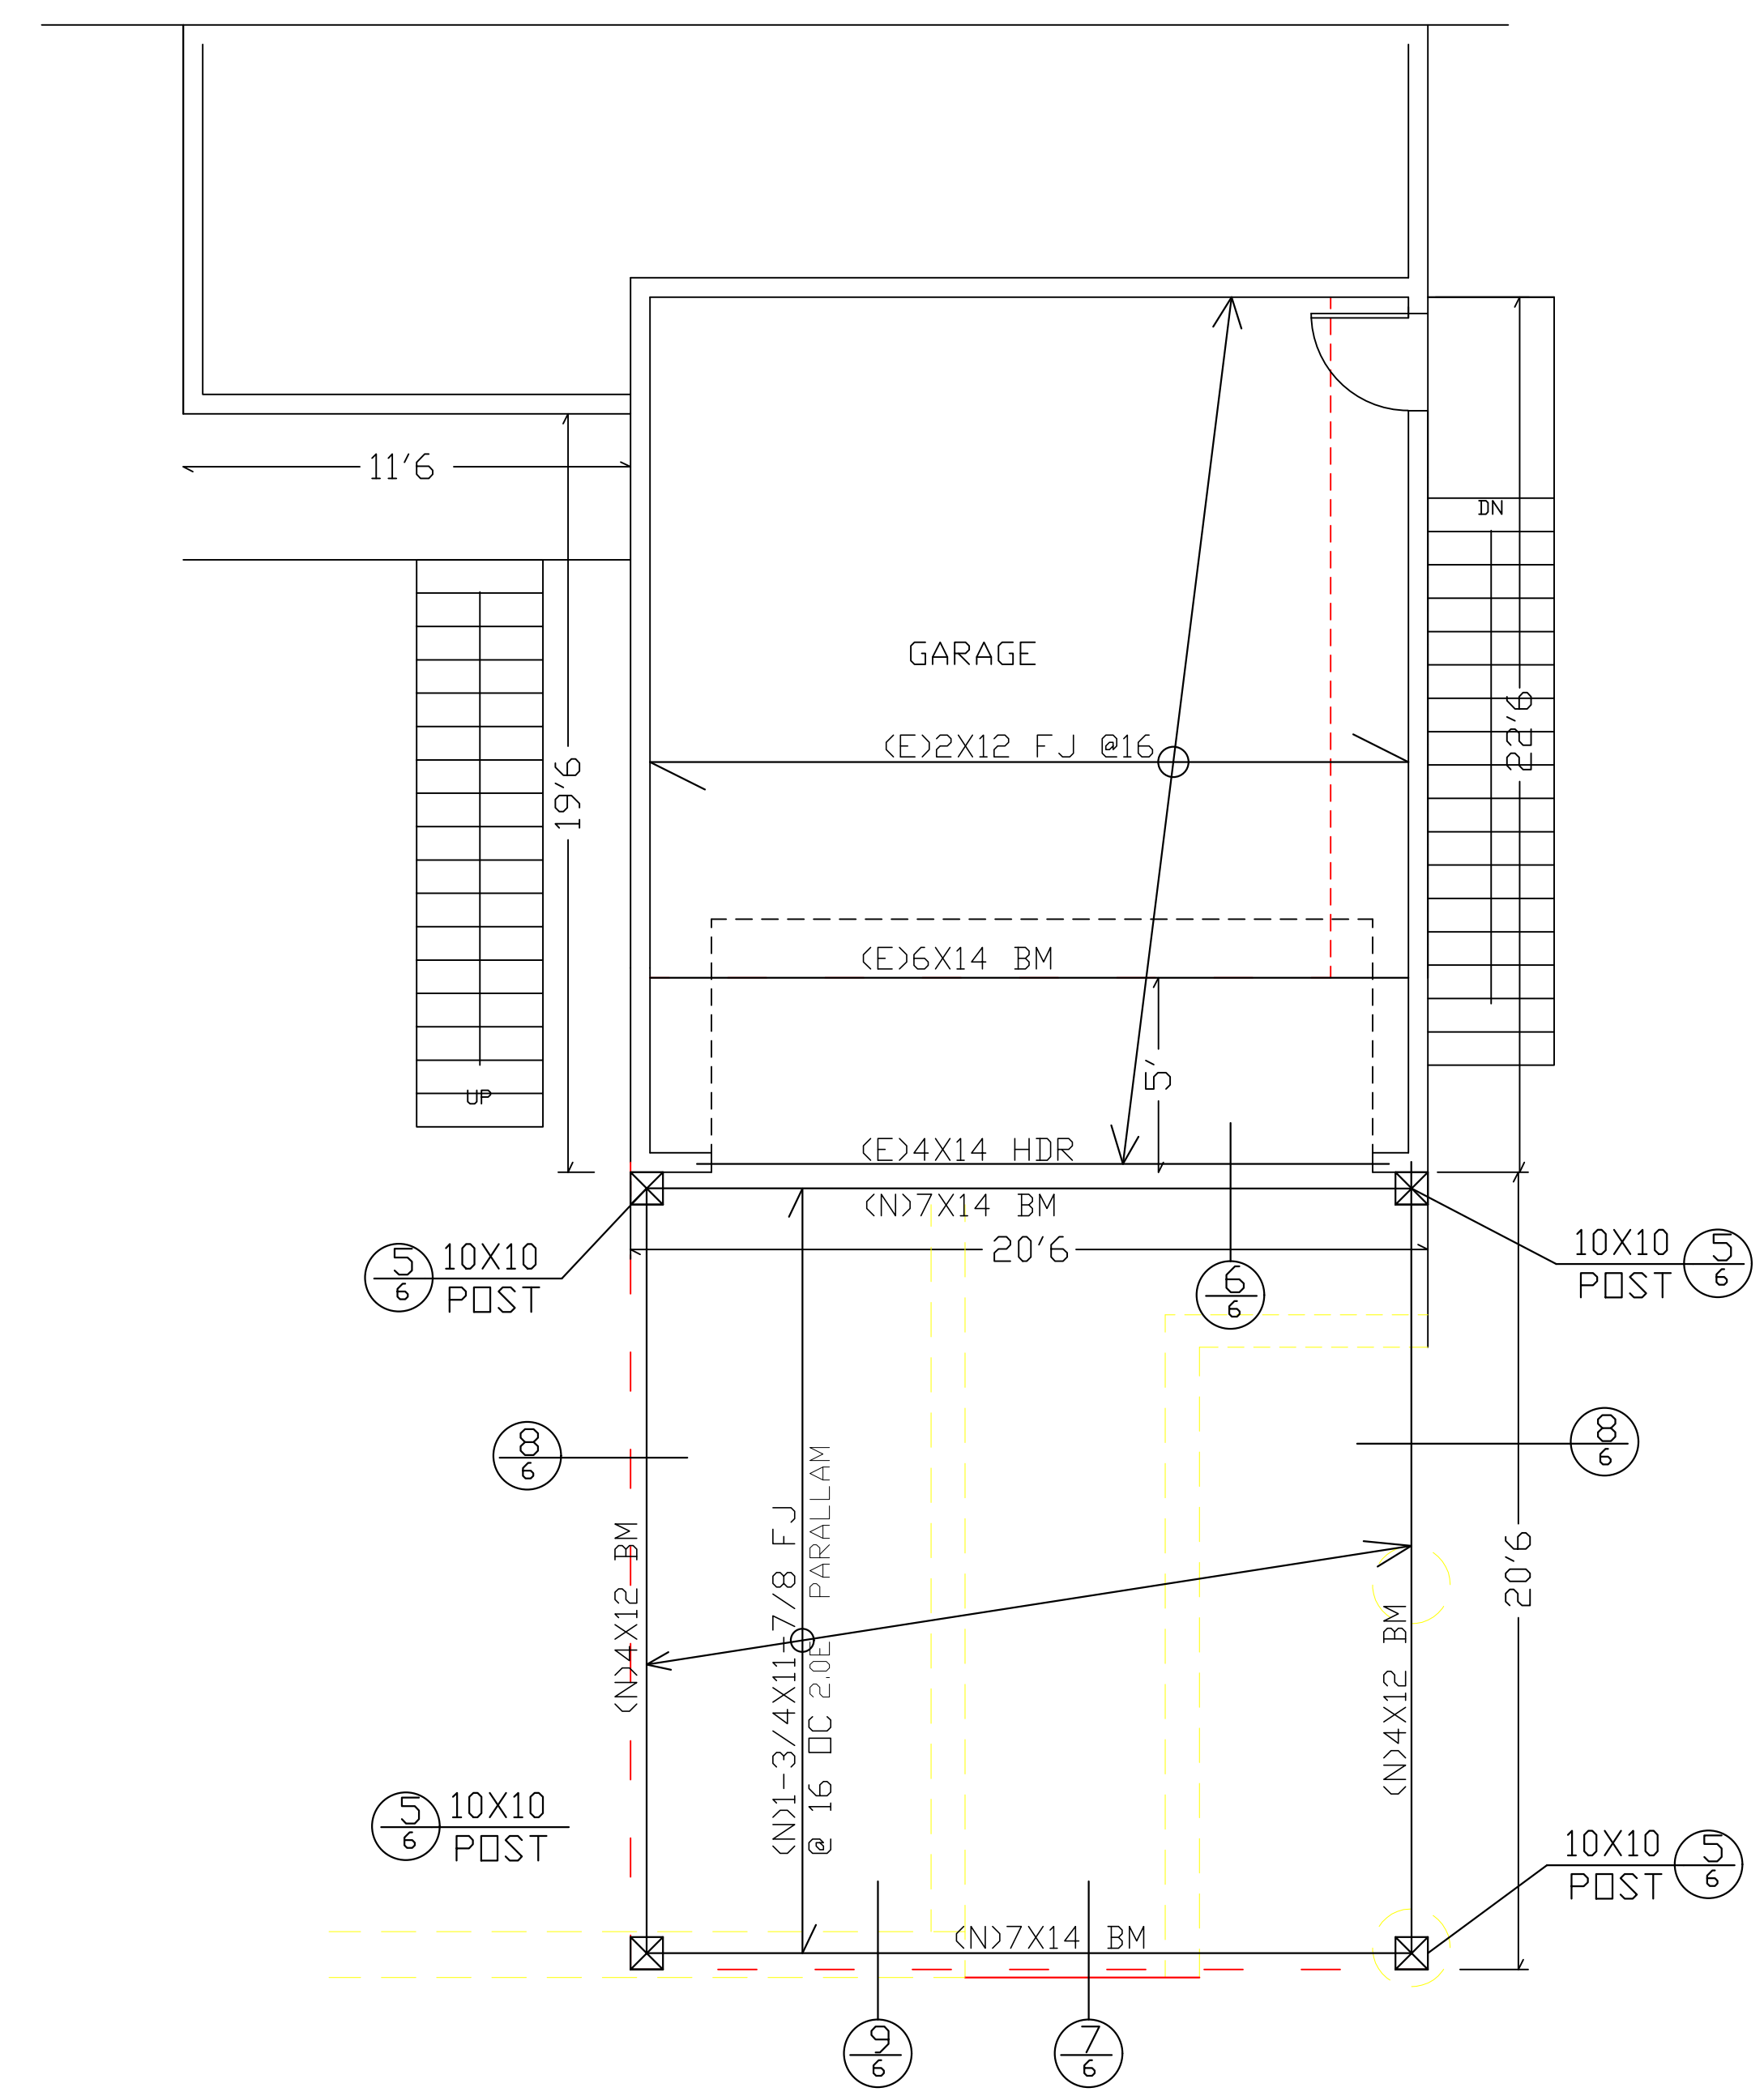 11'6
DN
GARAGE
22'6
(E)2X12 FJ @16
19'6
(E)6X14 BM
5'
UP
(E)4X14 HDR
(N)7X14 BM
20'6
5
6
10X10
POST
6
6
10X10
POST
5
6
8
6
8
6
(N)4X12 BM
(N)1-3/4X11-7/8 FJ
@ 16 OC 2.0E PARALLAM
20'6
(N)4X12 BM
5
6
10X10
POST
10X10
POST
5
6
(N)7X14 BM
9
6
7
6